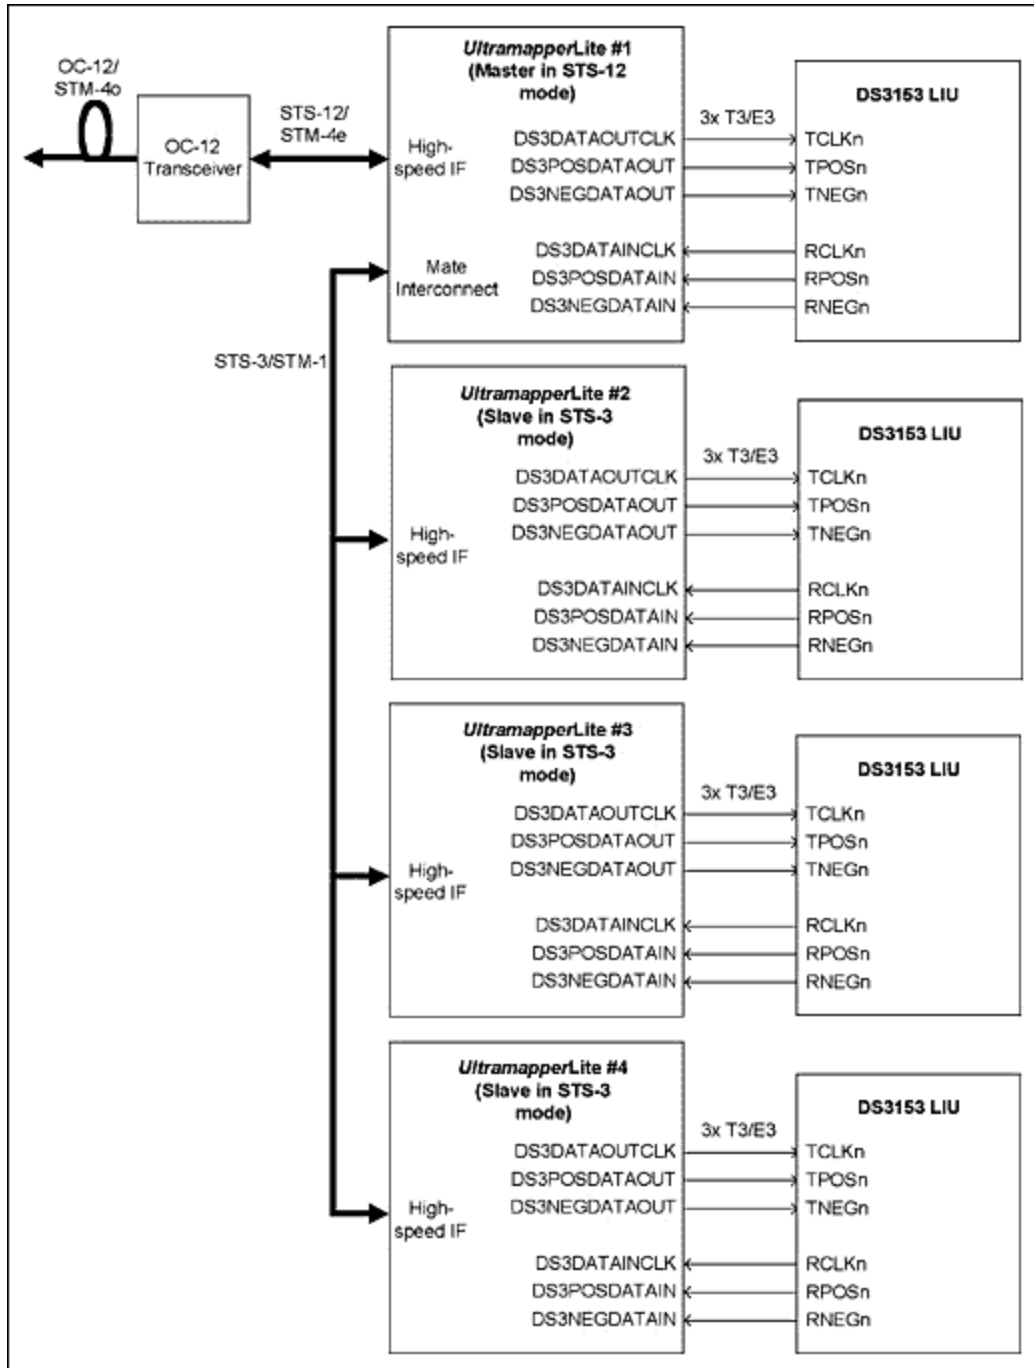 OC-12/
STM-4o
OC-12
Transceiver
STS-12/
STM-4e
UltramapperLite #1
(Master in STS-12
mode)
High-
speed IF
Mate
Interconnect
DS3DATAOUTCLK
DS3POSDATAOUT
DS3NEGDATAOUT
DS3DATAINCLK
DS3POSDATAIN
DS3NEGDATAIN
3x T3/E3
DS3153 LIU
TCLKn
TPOSn
TNEGn
RCLKn
RPOSn
RNEGn
STS-3/STM-1
UltramapperLite #2
(Slave in STS-3
mode)
High-
speed IF
DS3DATAOUTCLK
DS3POSDATAOUT
DS3NEGDATAOUT
DS3DATAINCLK
DS3POSDATAIN
DS3NEGDATAIN
3x T3/E3
DS3153 LIU
TCLKn
TPOSn
TNEGn
RCLKn
RPOSn
RNEGn
UltramapperLite #3
(Slave in STS-3
mode)
High-
speed IF
DS3DATAOUTCLK
DS3POSDATAOUT
DS3NEGDATAOUT
DS3DATAINCLK
DS3POSDATAIN
DS3NEGDATAIN
3x T3/E3
DS3153 LIU
TCLKn
TPOSn
TNEGn
RCLKn
RPOSn
RNEGn
UltramapperLite #4
(Slave in STS-3
mode)
High-
speed IF
DS3DATAOUTCLK
DS3POSDATAOUT
DS3NEGDATAOUT
DS3DATAINCLK
DS3POSDATAIN
DS3NEGDATAIN
3x T3/E3
DS3153 LIU
TCLKn
TPOSn
TNEGn
RCLKn
RPOSn
RNEGn